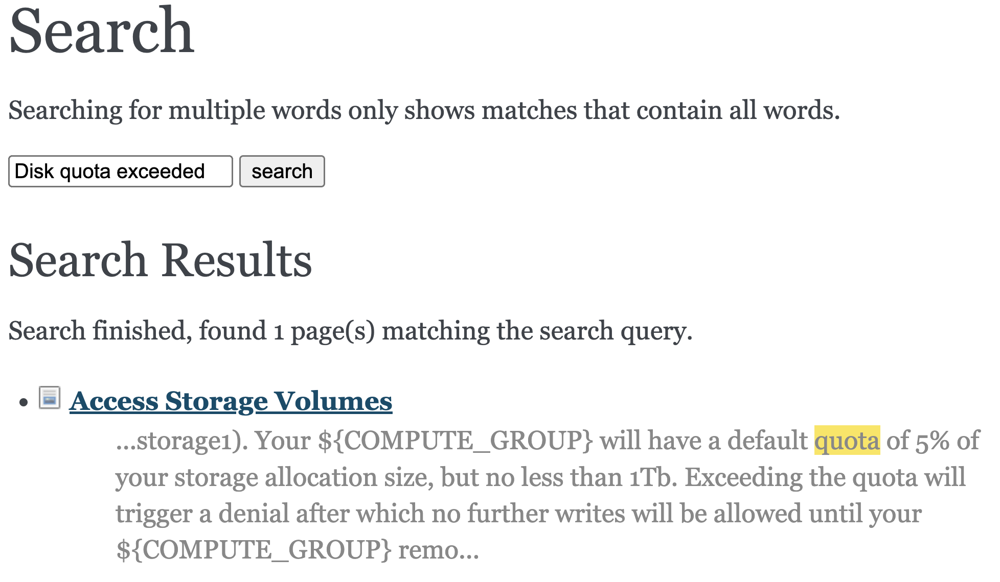 Search
Searching for multiple words only shows matches that contain all words.
Disk quota exceeded search
Search Results
Search finished, found 1 page(s) matching the search query.
• Access Storage Volumes
...storage1). Your ${COMPUTE_GROUP} will have a default quota of 5% of
your storage allocation size, but no less than 1Tb. Exceeding the quota will
trigger a denial after which no further writes will be allowed until your
${COMPUTE_GROUP} remo...